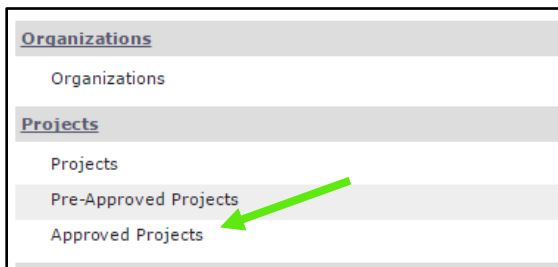 Organizations
Organizations
Projects
Projects
Pre-Approved Projects
Approved Projects